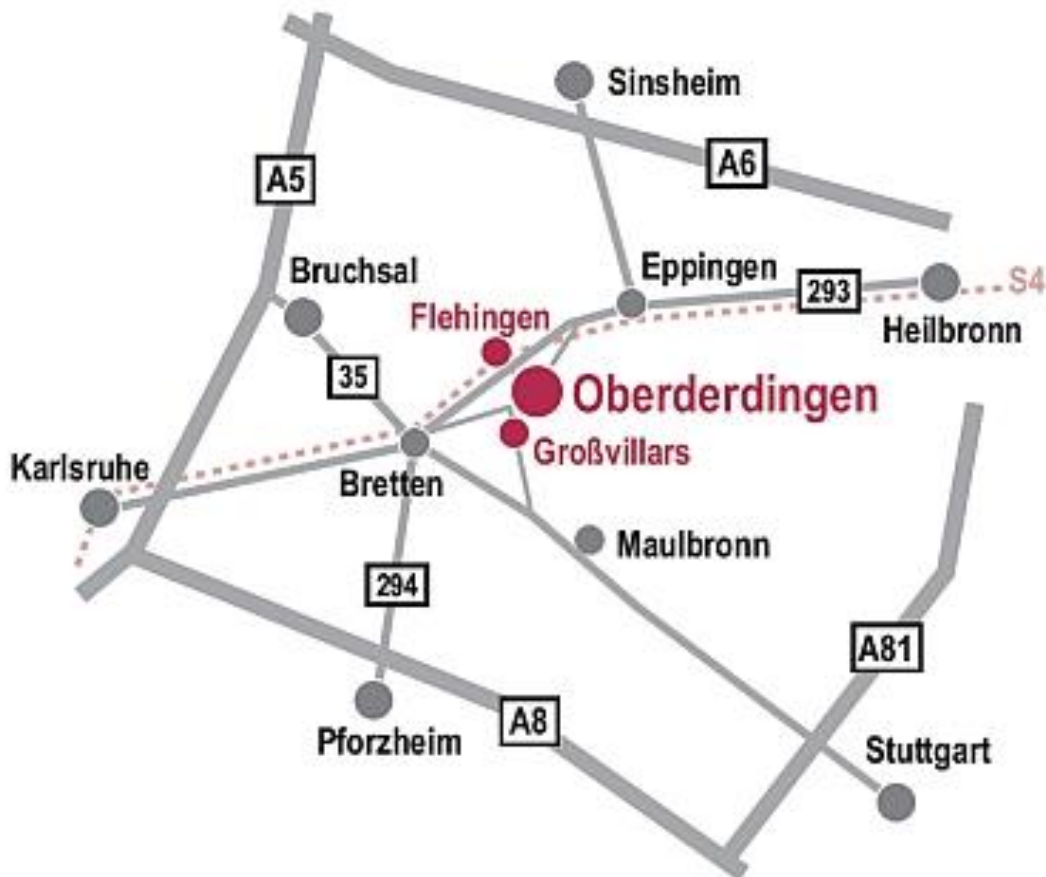 Sinsheim
A6
A5
Bruchsal
Eppingen
293
S4
Flehingen
Heilbronn
35
Oberderdingen
Großvillars
Karlsruhe
Bretten
Maulbronn
294
A81
A8
Pforzheim
Stuttgart